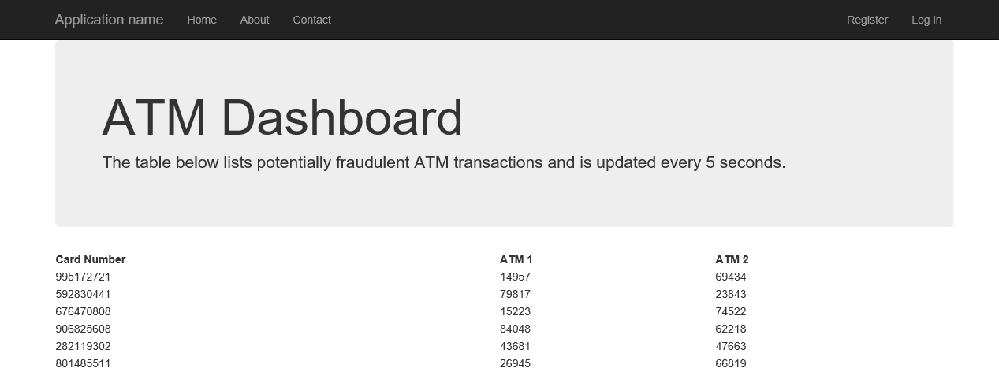 Application name Home About Contact Register Log in
ATM Dashboard
The table below lists potentially fraudulent ATM transactions and is updated every 5 seconds.
Card Number ATM 1 ATM 2
995172721 14957 69434
592830441 79817 23843
676470808 15223 74522
906825608 84048 62218
282119302 43681 47663
801485511 26945 66819